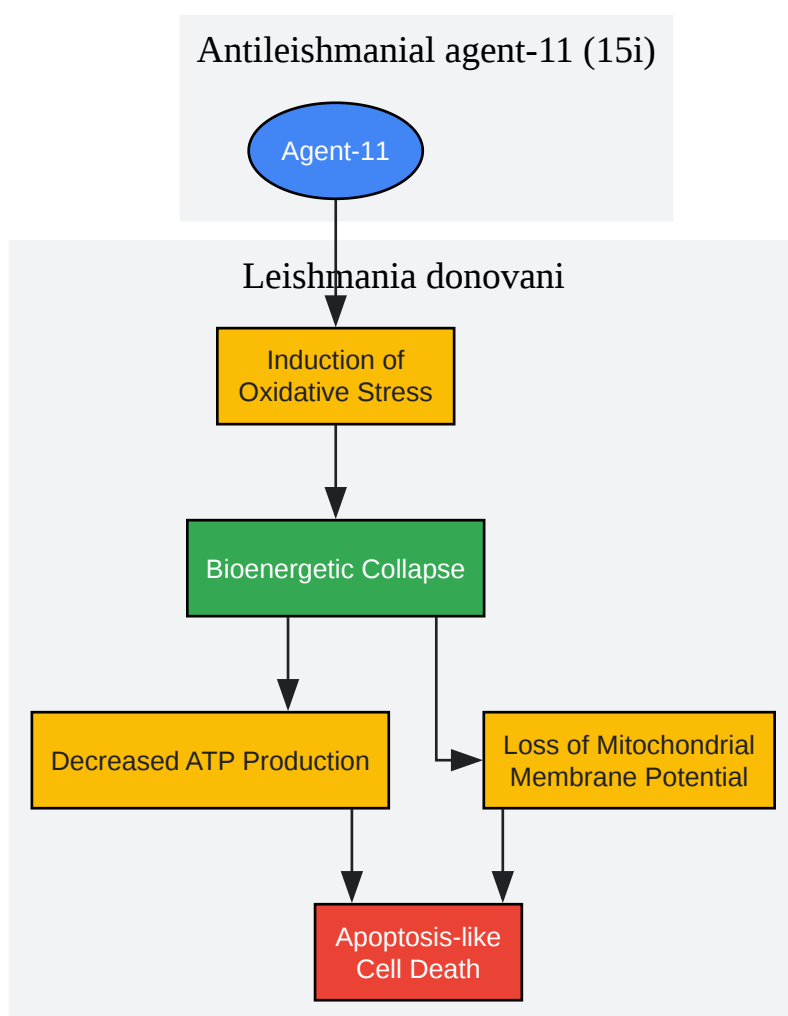 Antileishmanial agent-11 (15i)
Agent-11
Leishmania donovani
Induction of
Oxidative Stress
Bioenergetic Collapse
Decreased ATP Production
Loss of Mitochondrial
Membrane Potential
Apoptosis-like
Cell Death